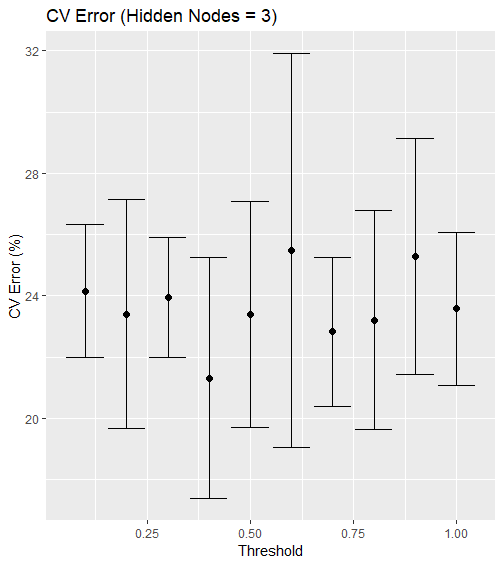 CV Error (Hidden Nodes = 3)
32
28
24
20
CV Error (%)
0.25
0.50
0.75
1.00
Threshold